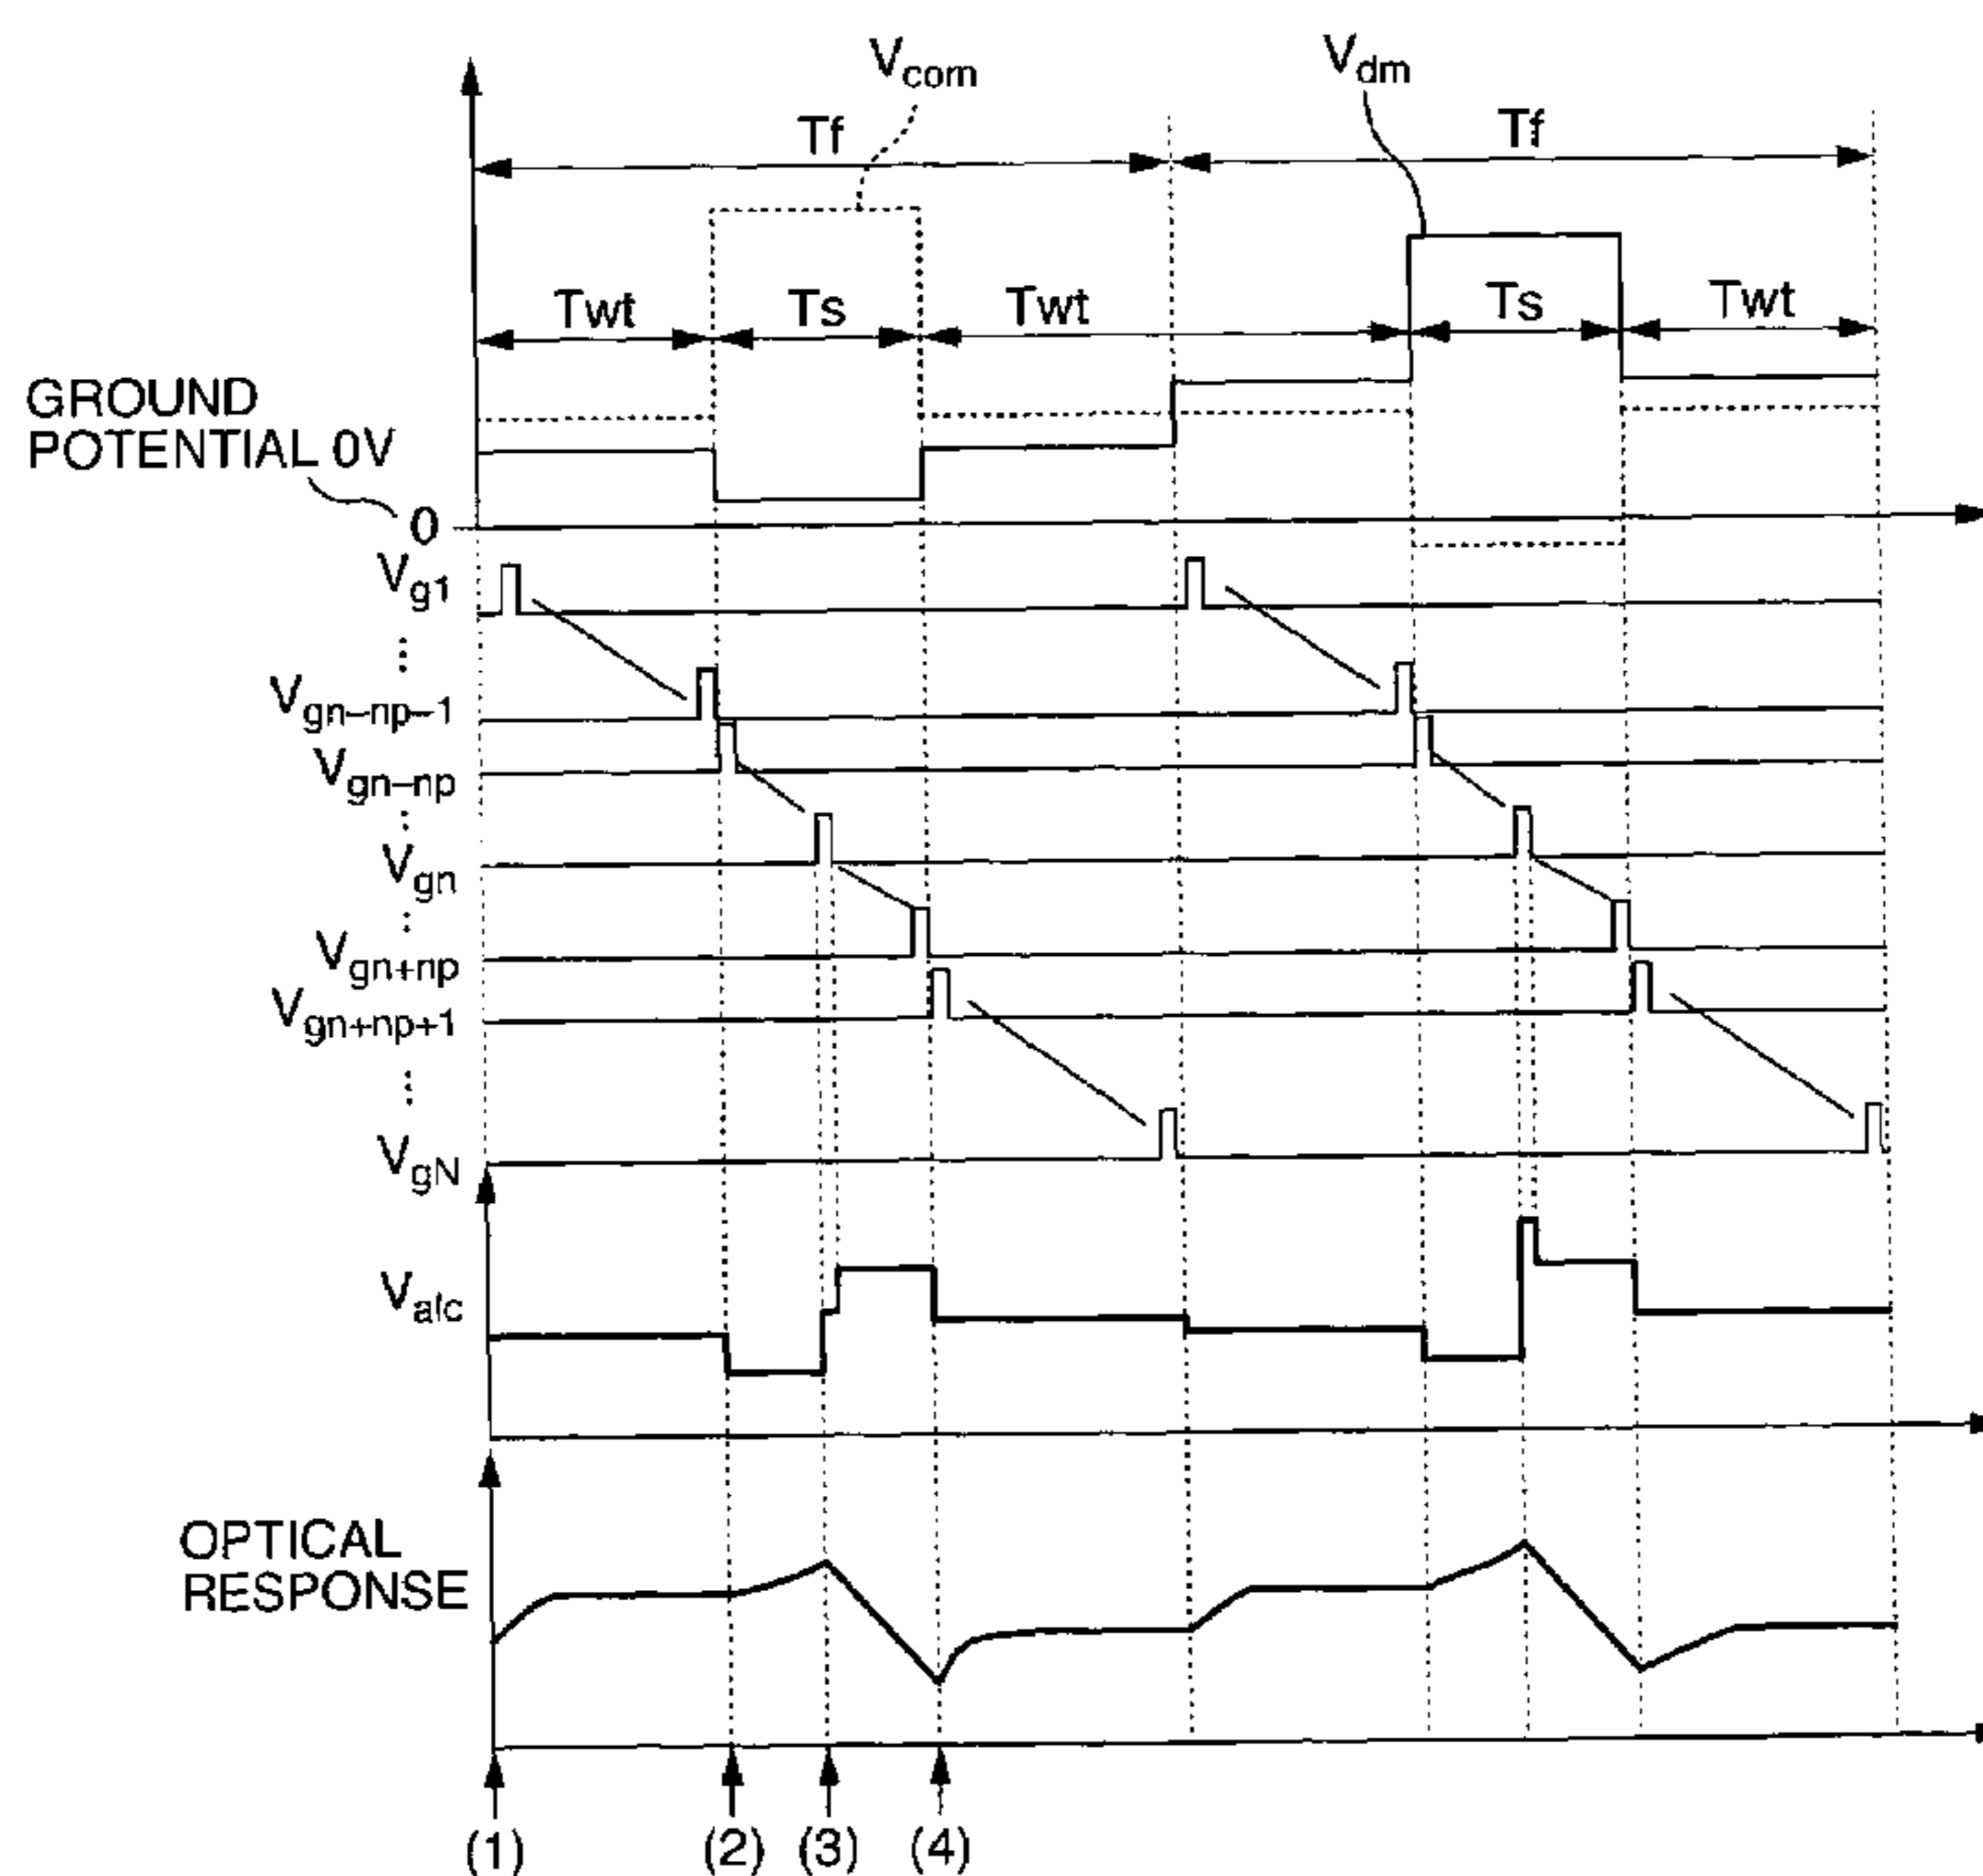 Vcom
Vdm
Tf
Tf
Twt
Ts
Twt
Ts
Twt
GROUND
POTENTIAL 0V
0
Vg1
Vgn–np–1
Vgn–np
Vgn
Vgn+np
Vgn+np+1
VgN
Valc
OPTICAL
RESPONSE
(1)
(2)
(3)
(4)